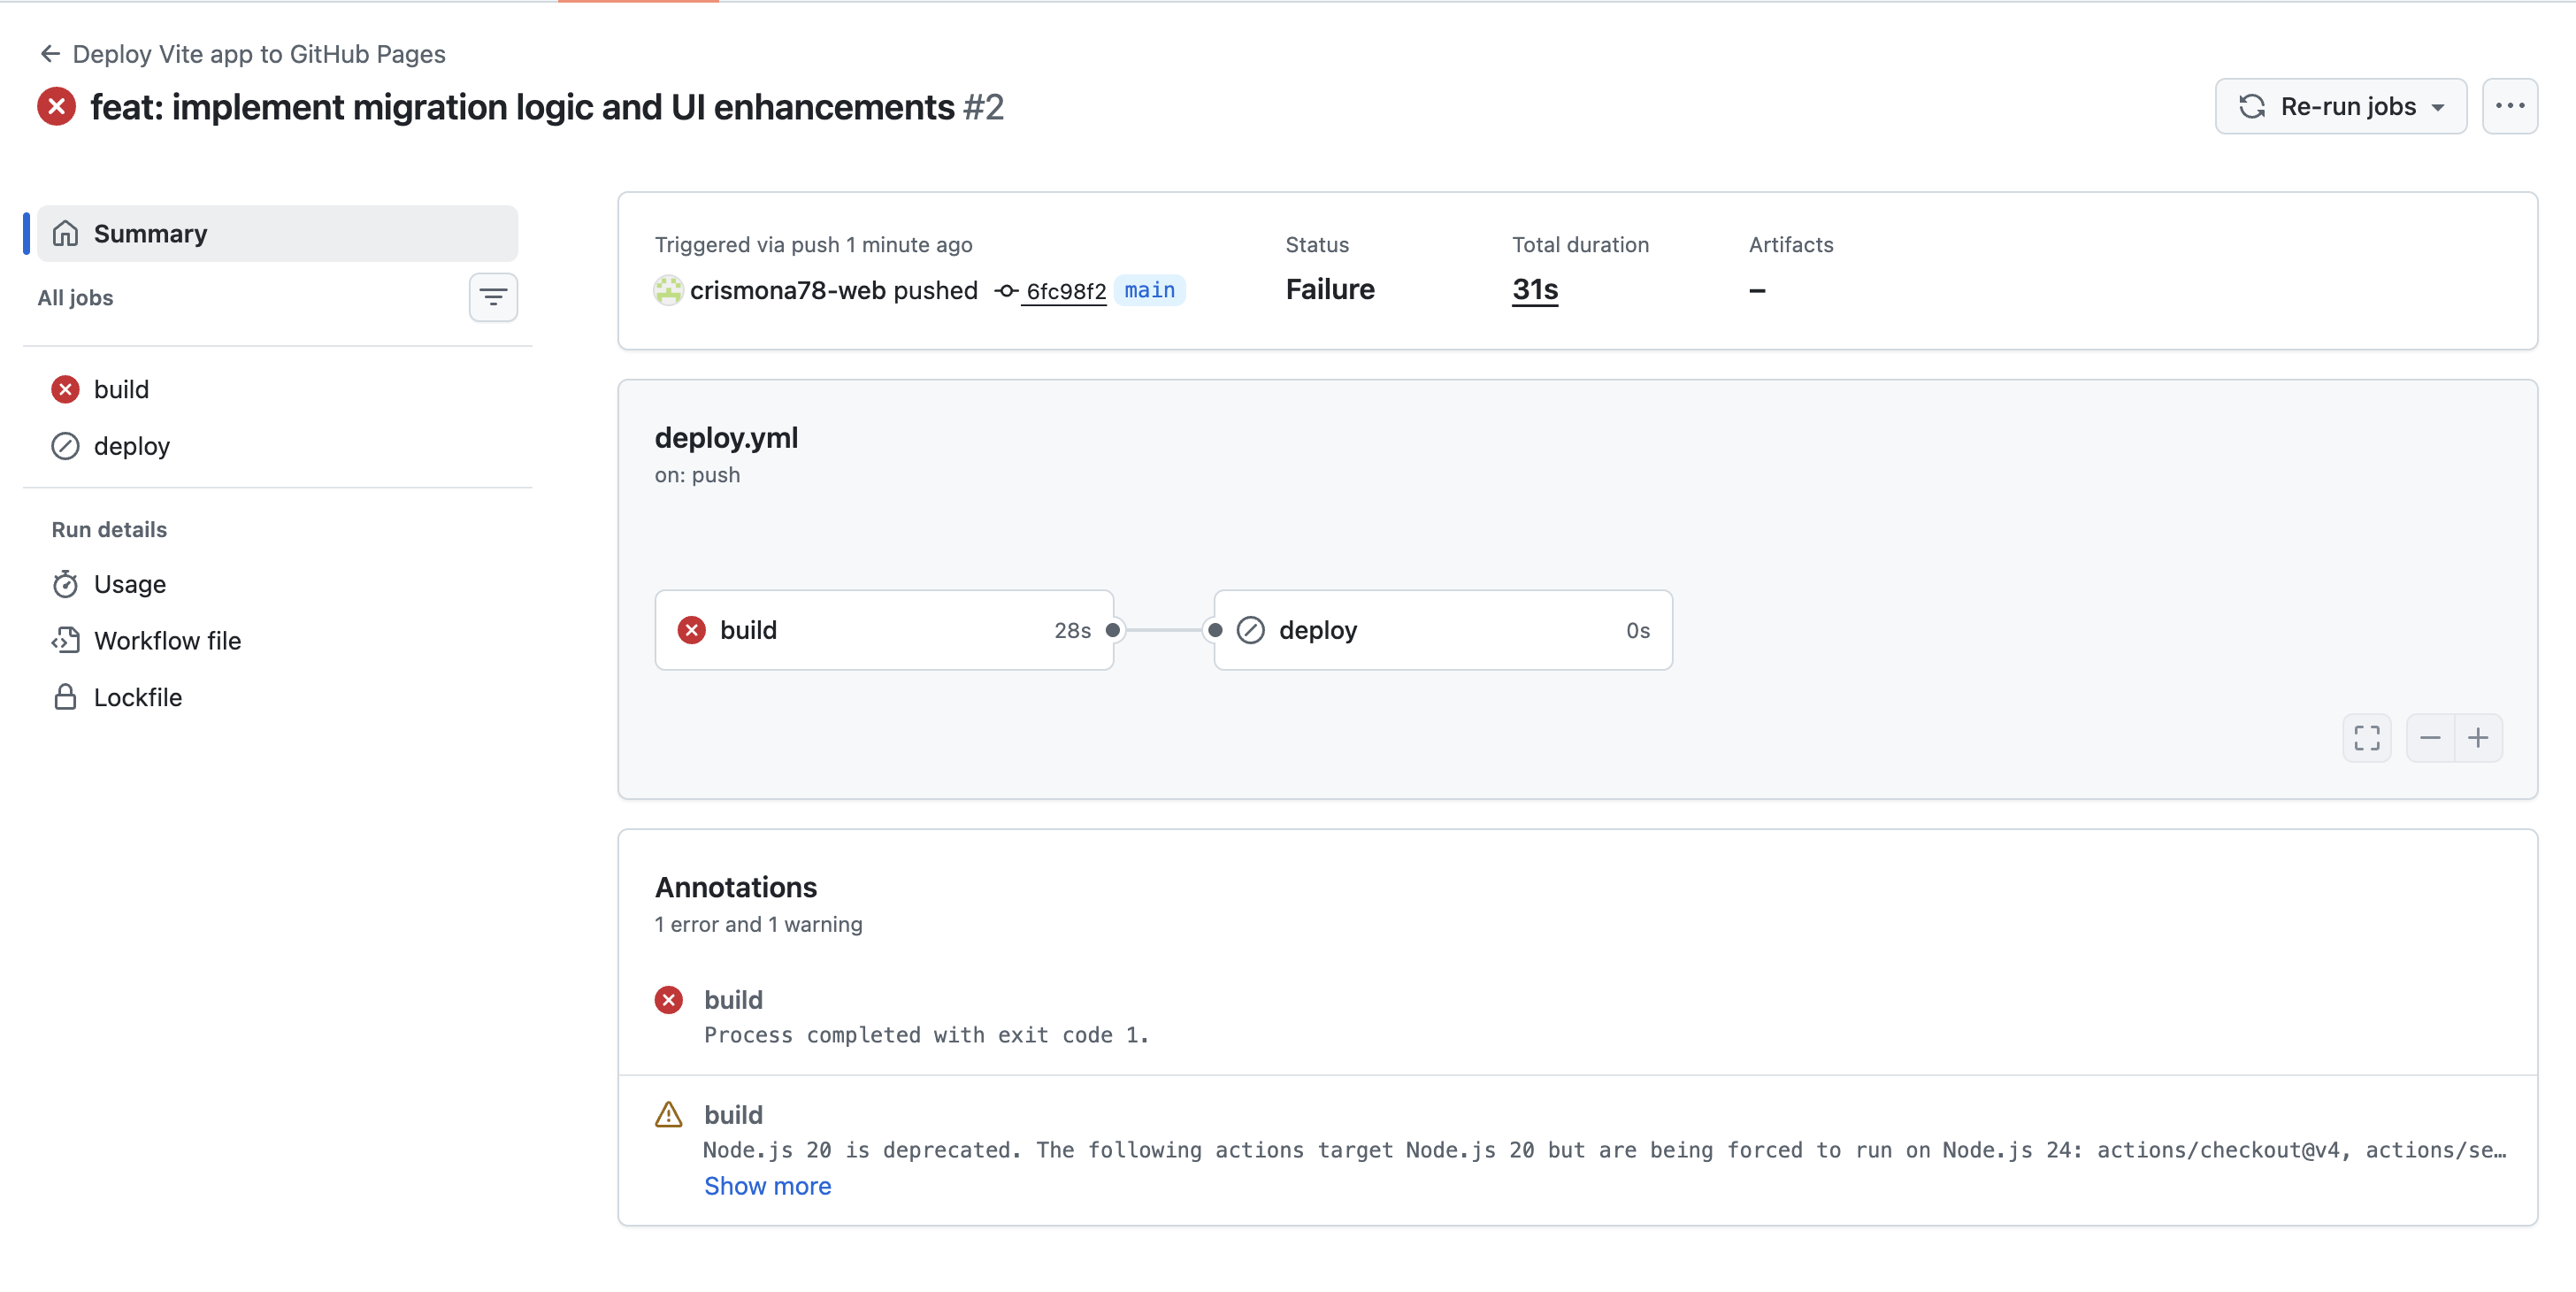 Deploy Vite app to GitHub Pages
feat: implement migration logic and UI enhancements #2
Re-run jobs
Summary
All jobs
build
deploy
Run details
Usage
Workflow file
Lockfile
Triggered via push 1 minute ago
crismona78-web pushed 6fc98f2 main
Status
Failure
Total duration
31s
Artifacts
–
deploy.yml
on: push
build 28s
deploy 0s
Annotations
1 error and 1 warning
build
Process completed with exit code 1.
build
Node.js 20 is deprecated. The following actions target Node.js 20 but are being forced to run on Node.js 24: actions/checkout@v4, actions/se…
Show more